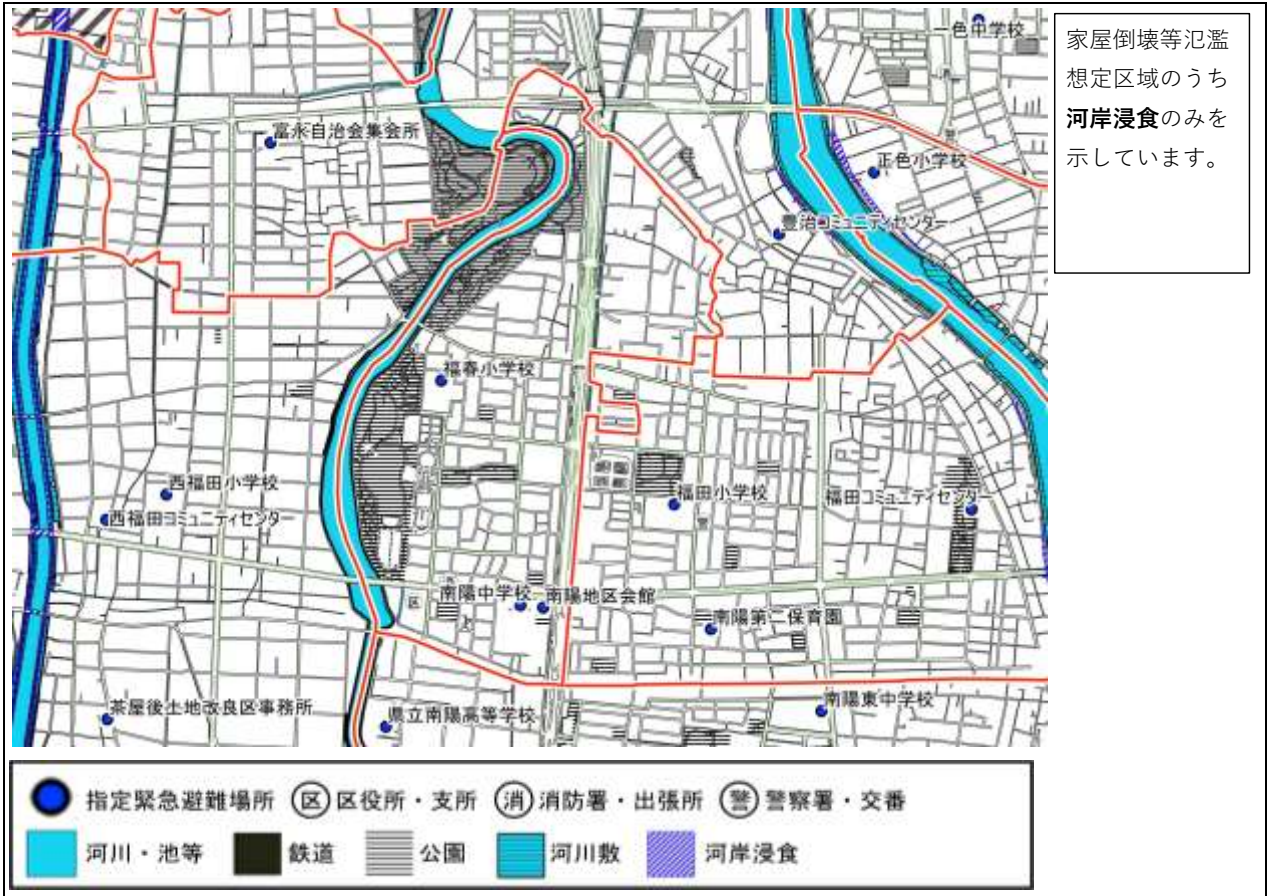 一色中学校
家屋倒壊等氾濫
想定区域のうち
河岸浸食のみを
示しています。
富永自治会集会所
正色小学校
豊治コミュニティセンター
福春小学校
西福田小学校
福田小学校
福田コミュニティセンター
西福田コミュニティセンター
南陽中学校
南陽地区会館
区
南陽第二保育園
茶屋後土地改良区事務所
県立南陽高等学校
南陽東中学校
指定緊急避難場所 区 区役所・支所 消 消防署・出張所 警 警察署・交番
河川・池等 鉄道 公園 河川敷 河岸浸食